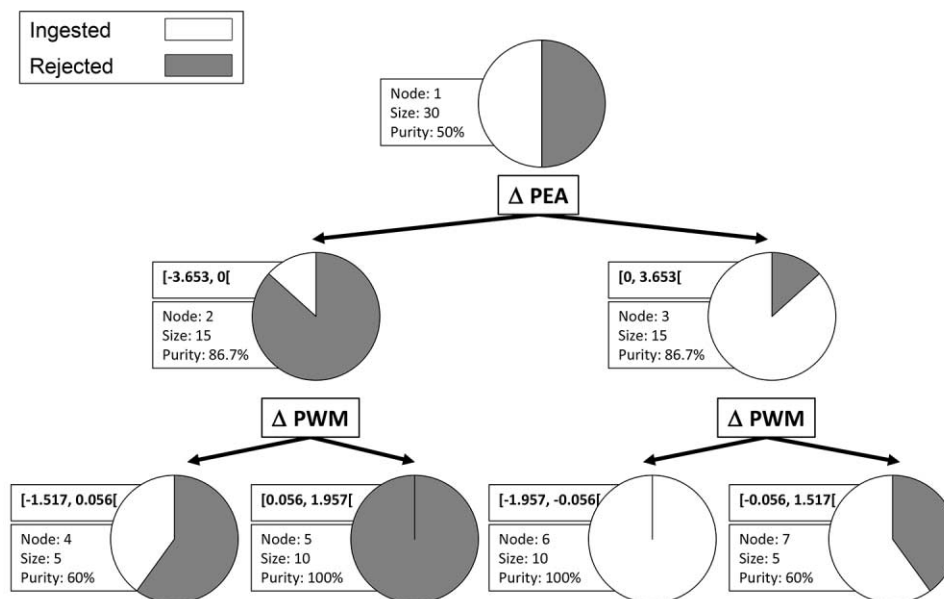 Ingested
Rejected
Node: 1
Size: 30
Purity: 50%
Δ PEA
[-3.653, 0[
Node: 2
Size: 15
Purity: 86.7%
[0, 3.653[
Node: 3
Size: 15
Purity: 86.7%
Δ PWM
Δ PWM
[-1.517, 0.056[
Node: 4
Size: 5
Purity: 60%
[0.056, 1.957[
Node: 5
Size: 10
Purity: 100%
[-1.957, -0.056[
Node: 6
Size: 10
Purity: 100%
[-0.056, 1.517[
Node: 7
Size: 5
Purity: 60%